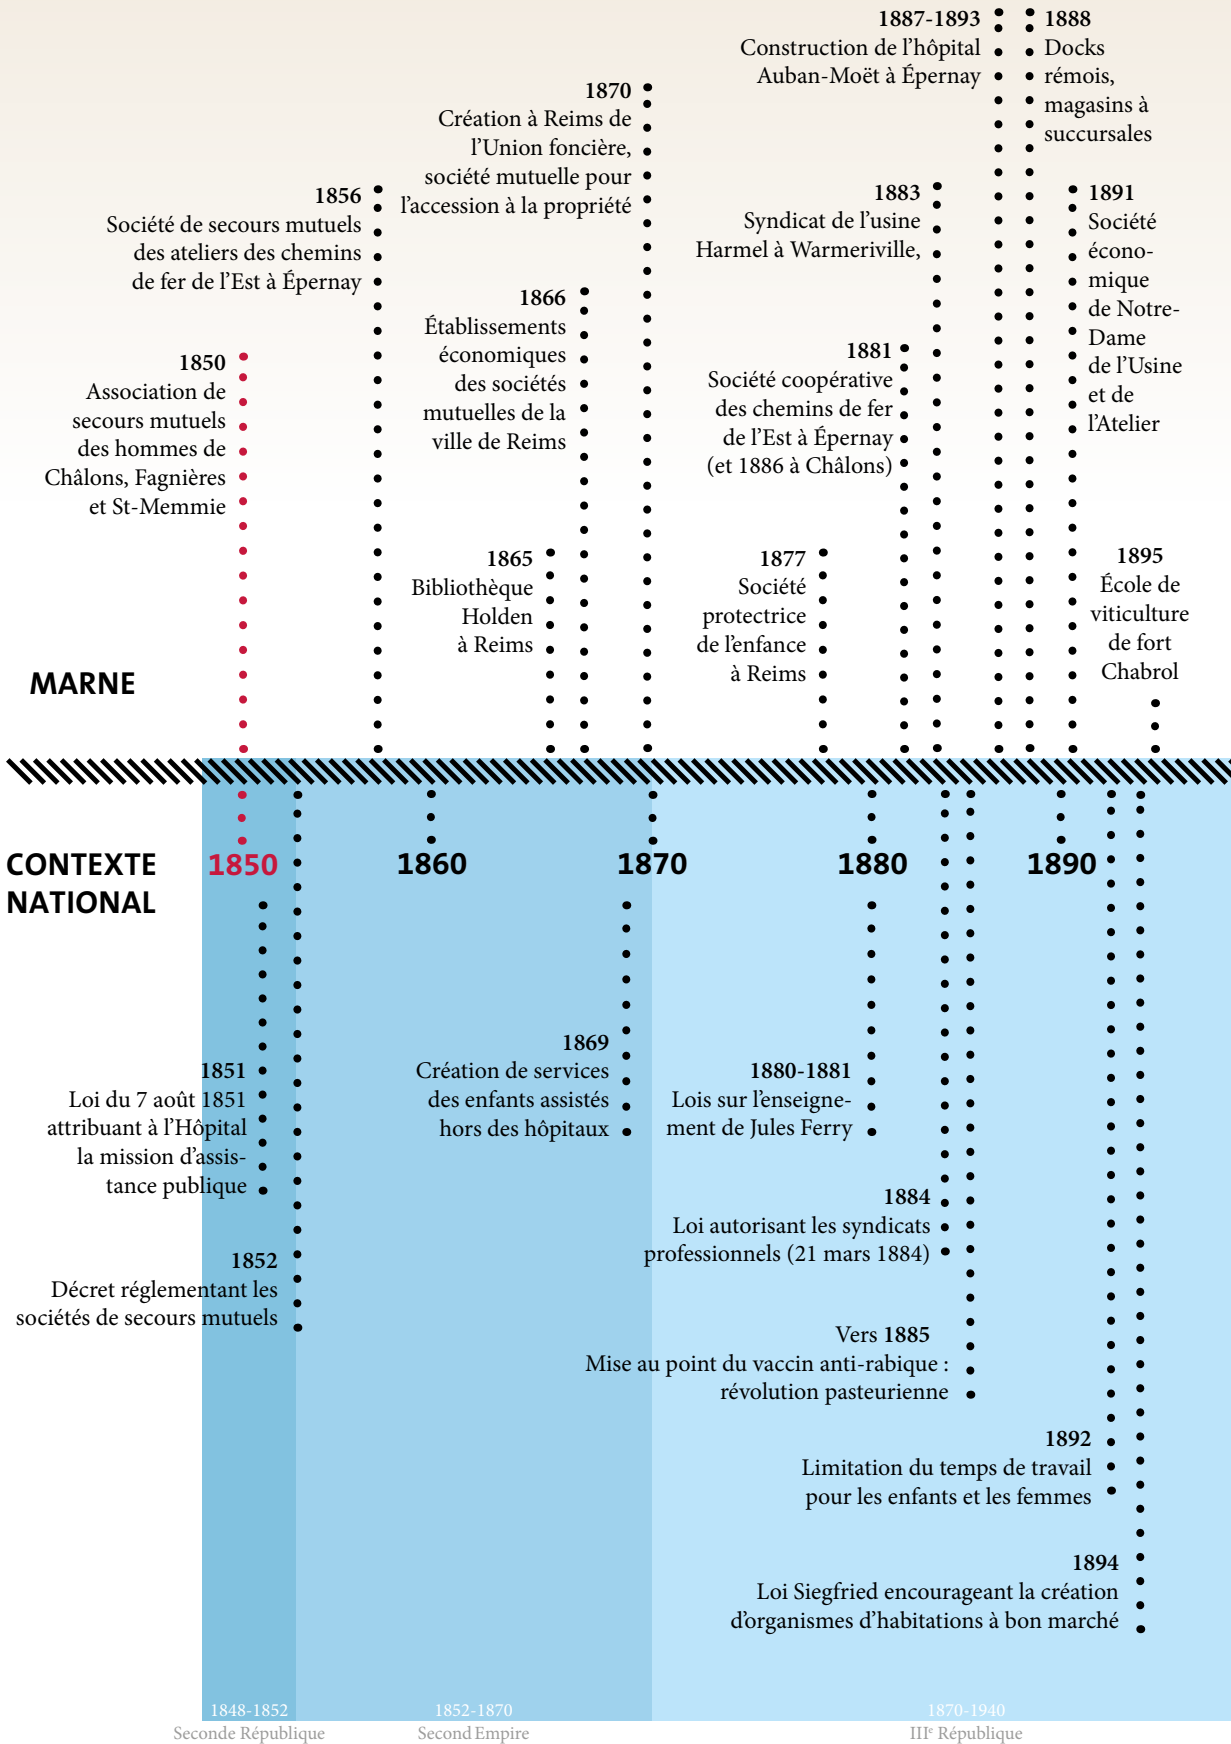 1887-1893
Construction de l’hôpital
Auban-Moët à Épernay
1888
Docks
rémois,
magasins à
succursales
1870
Création à Reims de
l’Union foncière,
société mutuelle pour
l’accession à la propriété
1856
Société de secours mutuels
des ateliers des chemins
de fer de l’Est à Épernay
1883
Syndicat de l’usine
Harmel à Warmeriville,
1891
Société
écono-
mique
de Notre-
Dame
de l’Usine
et de
l’Atelier
1866
Établissements
économiques
des sociétés
mutuelles de la
ville de Reims
1850
Association de
secours mutuels
des hommes de
Châlons, Fagnières
et St-Memmie
1881
Société coopérative
des chemins de fer
de l’Est à Épernay
(et 1886 à Châlons)
1865
Bibliothèque
Holden
à Reims
1877
Société
protectrice
de l’enfance
à Reims
1895
École de
viticulture
de fort
Chabrol
MARNE
CONTEXTE
NATIONAL
1850
1860
1870
1880
1890
1851
Loi du 7 août 1851
attribuant à l’Hôpital
la mission d’assis-
tance publique
1852
Décret réglementant les
sociétés de secours mutuels
1869
Création de services
des enfants assistés
hors des hôpitaux
1880-1881
Lois sur l’enseigne-
ment de Jules Ferry
1884
Loi autorisant les syndicats
professionnels (21 mars 1884)
Vers 1885
Mise au point du vaccin anti-rabique :
révolution pasteurienne
1892
Limitation du temps de travail
pour les enfants et les femmes
1894
Loi Siegfried encourageant la création
d’organismes d’habitations à bon marché
1848-1852
Seconde République
1852-1870
Second Empire
1870-1940
IIIe République